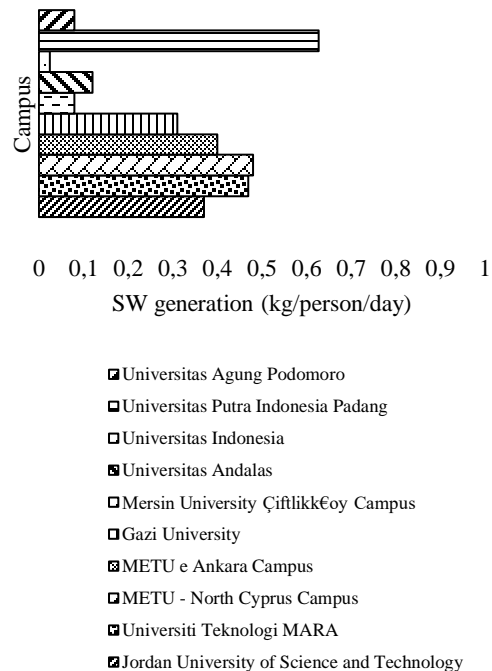 Campus
0 0,1 0,2 0,3 0,4 0,5 0,6 0,7 0,8 0,9 1
SW generation (kg/person/day)
Universitas Agung Podomoro
Universitas Putra Indonesia Padang
Universitas Indonesia
Universitas Andalas
Mersin University Çiftlikk€oy Campus
Gazi University
METU e Ankara Campus
METU - North Cyprus Campus
Universiti Teknologi MARA
Jordan University of Science and Technology